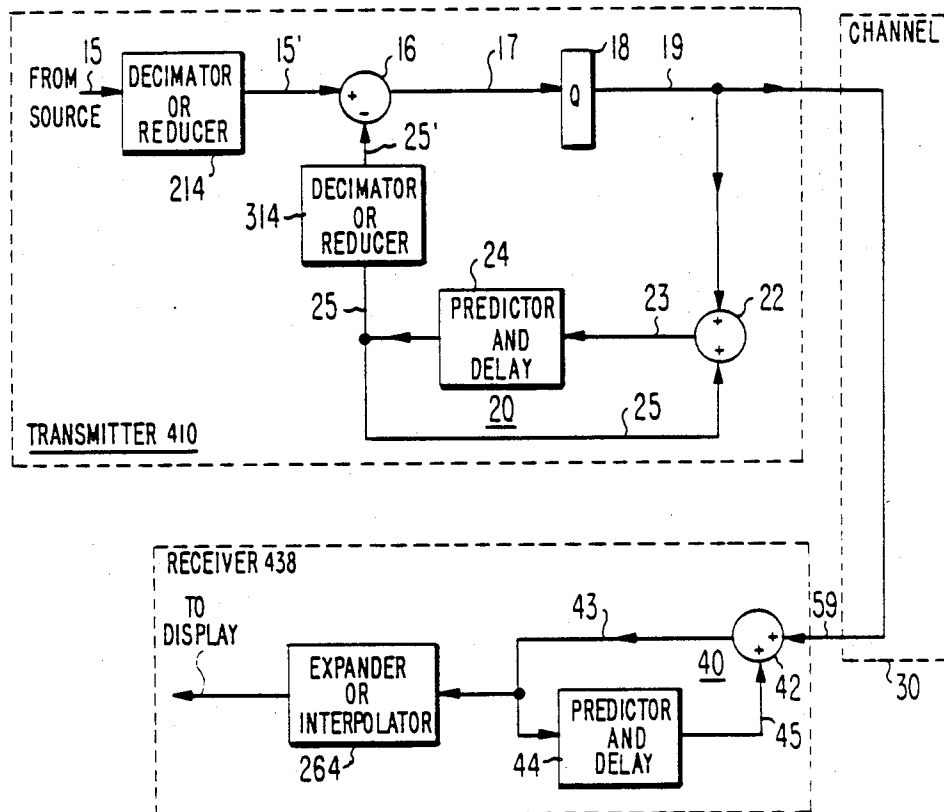 CHANNEL
15
FROM
SOURCE
DECIMATOR
OR
REDUCER
214
15'
16
+
-
17
18
Q
19
25'
DECIMATOR
OR
REDUCER
314
25
24
PREDICTOR
AND
DELAY
20
23
22
+
+
25
TRANSMITTER 410
RECEIVER 438
TO
DISPLAY
EXPANDER
OR
INTERPOLATOR
264
43
40
+
+
42
59
30
PREDICTOR
AND
DELAY
44
45